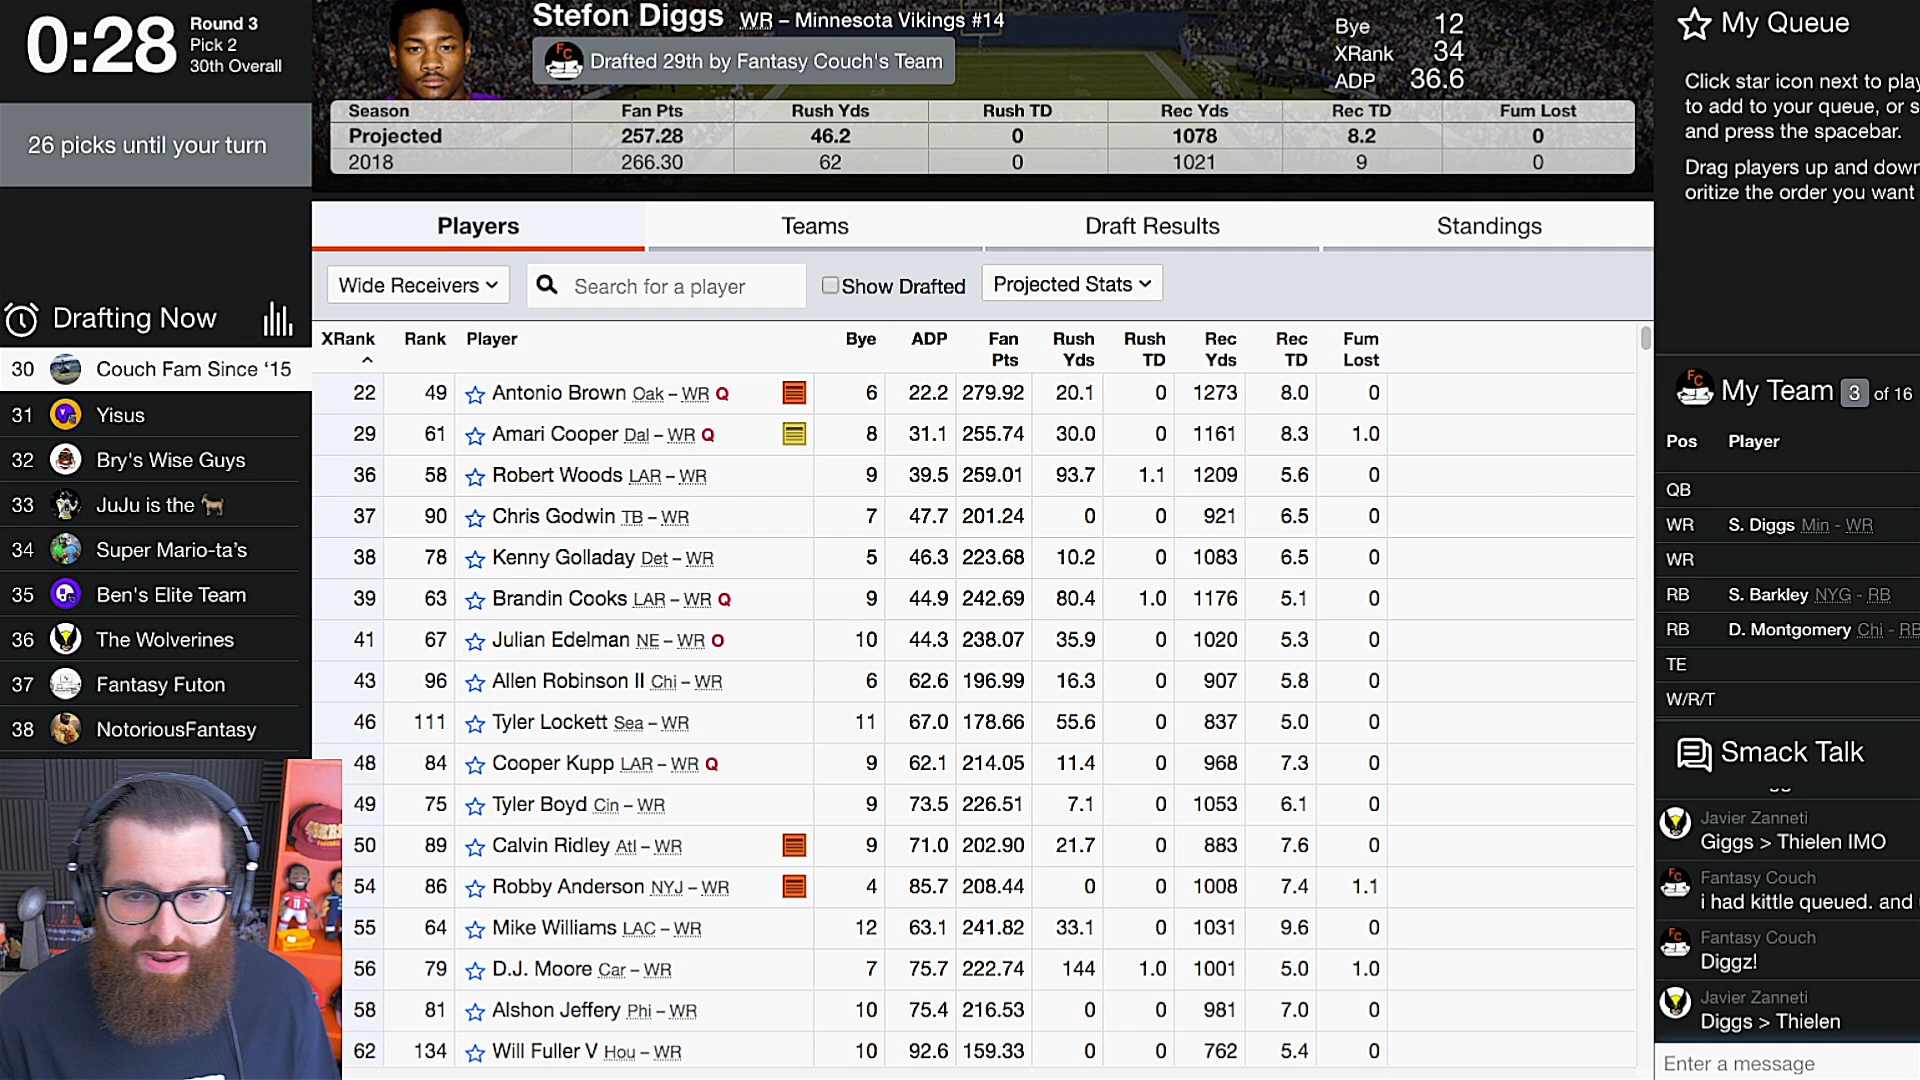 0:28
Round 3
Pick 2
30th Overall
26 picks until your turn
Stefon Diggs WR – Minnesota Vikings #14
FC Drafted 29th by Fantasy Couch's Team
Bye 12
XRank 34
ADP 36.6
Season Fan Pts Rush Yds Rush TD Rec Yds Rec TD Fum Lost
Projected 257.28 46.2 0 1078 8.2 0
2018 266.30 62 0 1021 9 0
Players Teams Draft Results Standings
Wide Receivers Search for a player Show Drafted Projected Stats
XRank Rank Player Bye ADP Fan Pts Rush Yds Rush TD Rec Yds Rec TD Fum Lost
22 49 Antonio Brown Oak – WR Q 6 22.2 279.92 20.1 0 1273 8.0 0
29 61 Amari Cooper Dal – WR Q 8 31.1 255.74 30.0 0 1161 8.3 1.0
36 58 Robert Woods LAR – WR 9 39.5 259.01 93.7 1.1 1209 5.6 0
37 90 Chris Godwin TB – WR 7 47.7 201.24 0 0 921 6.5 0
38 78 Kenny Golladay Det – WR 5 46.3 223.68 10.2 0 1083 6.5 0
39 63 Brandin Cooks LAR – WR Q 9 44.9 242.69 80.4 1.0 1176 5.1 0
41 67 Julian Edelman NE – WR O 10 44.3 238.07 35.9 0 1020 5.3 0
43 96 Allen Robinson II Chi – WR 6 62.6 196.99 16.3 0 907 5.8 0
46 111 Tyler Lockett Sea – WR 11 67.0 178.66 55.6 0 837 5.0 0
48 84 Cooper Kupp LAR – WR Q 9 62.1 214.05 11.4 0 968 7.3 0
49 75 Tyler Boyd Cin – WR 9 73.5 226.51 7.1 0 1053 6.1 0
50 89 Calvin Ridley Atl – WR 9 71.0 202.90 21.7 0 883 7.6 0
54 86 Robby Anderson NYJ – WR 4 85.7 208.44 0 0 1008 7.4 1.1
55 64 Mike Williams LAC – WR 12 63.1 241.82 33.1 0 1031 9.6 0
56 79 D.J. Moore Car – WR 7 75.7 222.74 144 1.0 1001 5.0 1.0
58 81 Alshon Jeffery Phi – WR 10 75.4 216.53 0 0 981 7.0 0
62 134 Will Fuller V Hou – WR 10 92.6 159.33 0 0 762 5.4 0
Drafting Now
30 Couch Fam Since ‘15
31 Yisus
32 Bry's Wise Guys
33 JuJu is the 🐐
34 Super Mario-ta's
35 Ben's Elite Team
36 The Wolverines
37 Fantasy Futon
38 NotoriousFantasy
My Queue
Click star icon next to play
to add to your queue, or s
and press the spacebar.
Drag players up and down
oritize the order you want
FC My Team 3 of 16
Pos Player
QB
WR S. Diggs Min - WR
WR
RB S. Barkley NYG - RB
RB D. Montgomery Chi - RB
TE
W/R/T
Smack Talk
Javier Zanneti
Giggs > Thielen IMO
Fantasy Couch
i had kittle queued. and
Fantasy Couch
Diggz!
Javier Zanneti
Diggs > Thielen
Enter a message